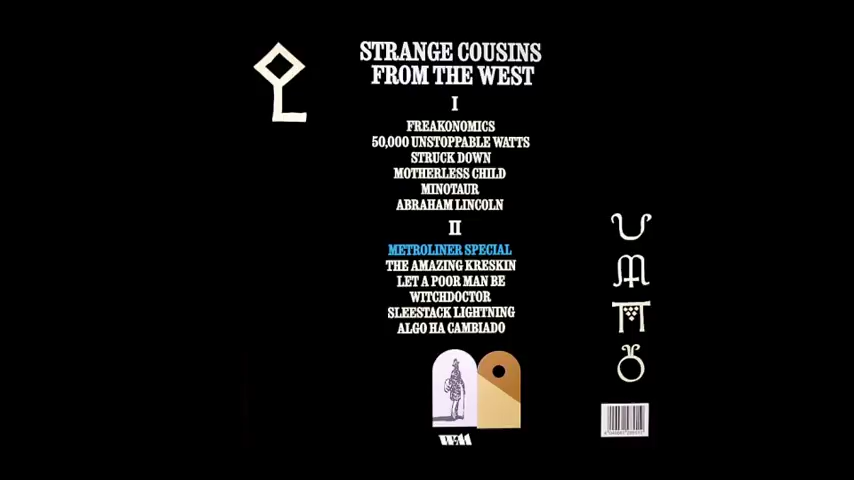 STRANGE COUSINS
FROM THE WEST
I
FREAKONOMICS
50,000 UNSTOPPABLE WATTS
STRUCK DOWN
MOTHERLESS CHILD
MINOTAUR
ABRAHAM LINCOLN
II
METROLINER SPECIAL
THE AMAZING KRESKIN
LET A POOR MAN BE
WITCHDOCTOR
SLEESTACK LIGHTNING
ALGO HA CAMBIADO